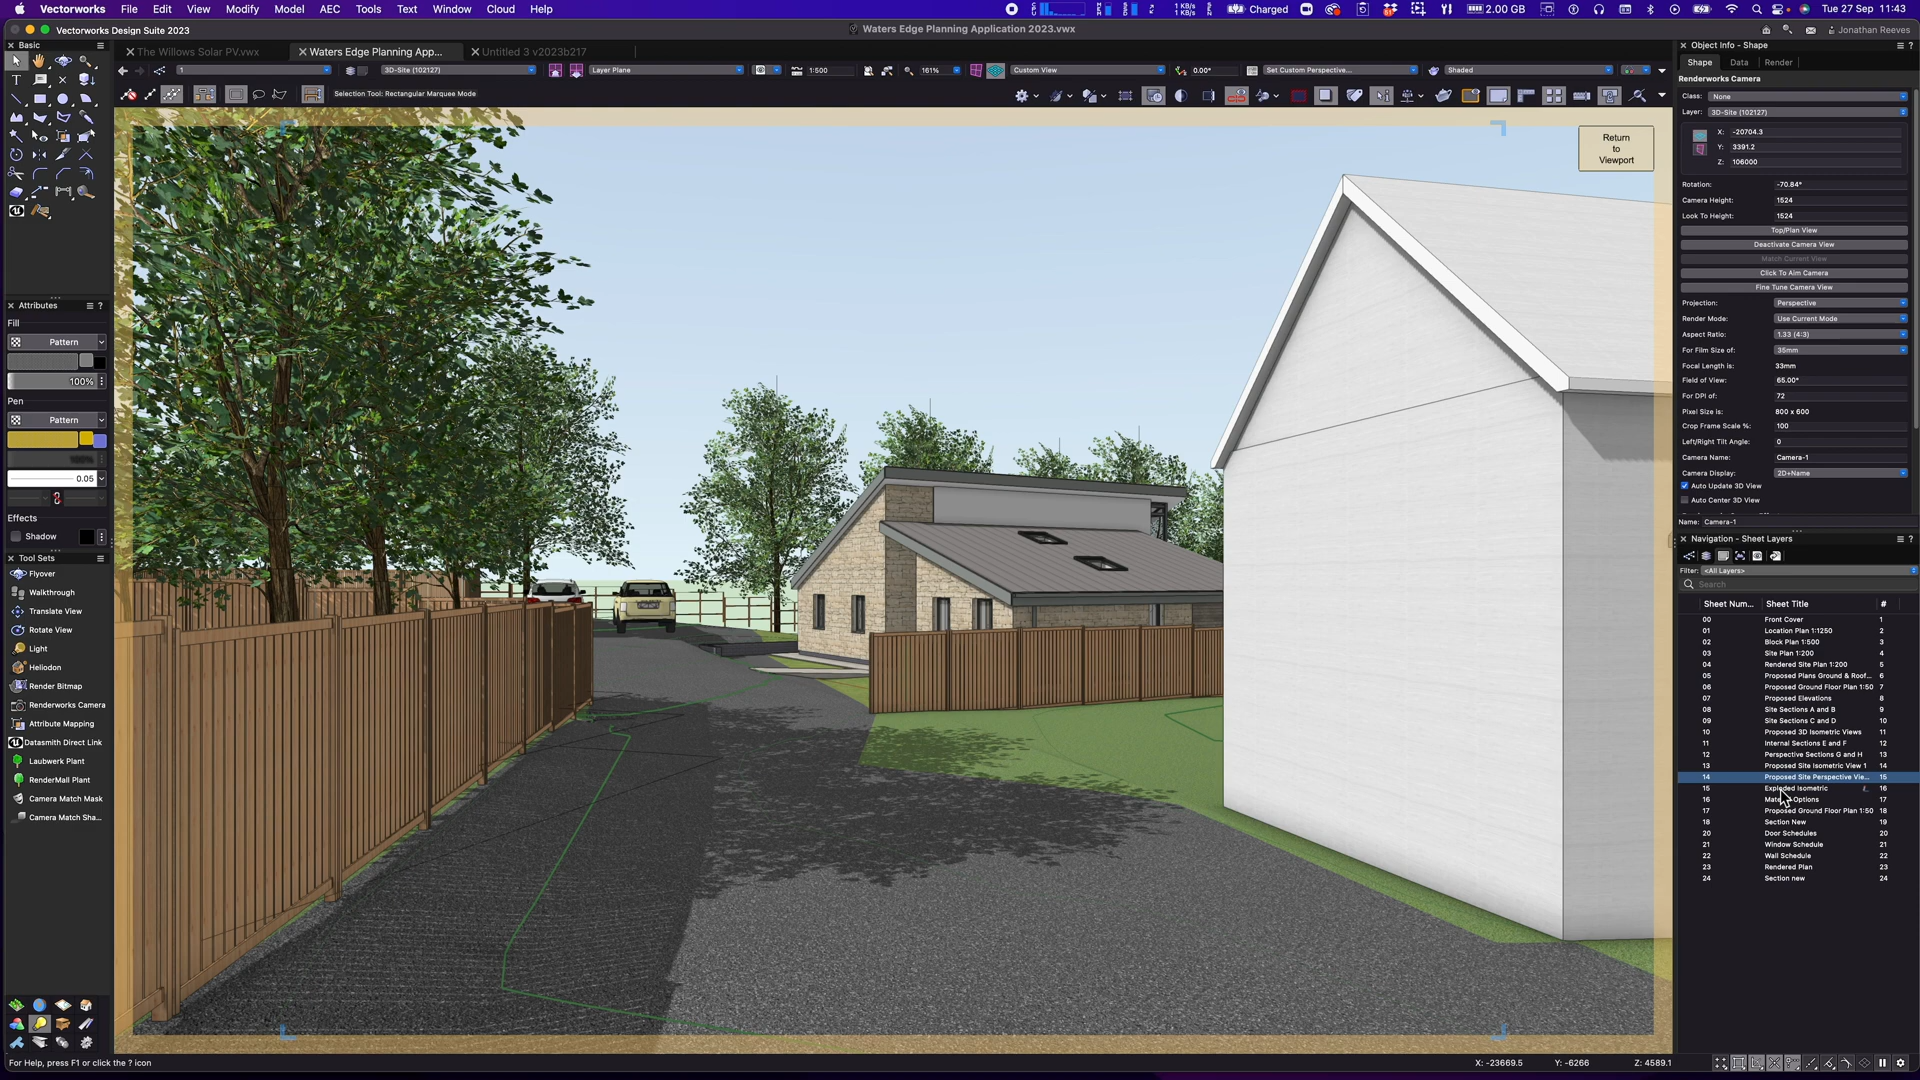 Vectorworks File Edit View Modify Model AEC Tools Text Window Cloud Help
2.00 GB
Charged
1 KB/s
1 KB/s
Tue 27 Sep 11:43
Vectorworks Design Suite 2023
Waters Edge Planning Application 2023.vwx
Jonathan Reeves
Basic
The Willows Solar PV.vwx
Waters Edge Planning App...
Untitled 3 v2023b217
1
3D-Site (102127)
Layer Plane
1:500
161%
Custom View
0.00°
Set Custom Perspective...
Shaded
Selection Tool: Rectangular Marquee Mode
Return
to
Viewport
Attributes
Fill
Pattern
100%
Pen
Pattern
100%
0.05
Effects
Shadow
Tool Sets
Flyover
Walkthrough
Translate View
Rotate View
Light
Heliodon
Render Bitmap
Renderworks Camera
Attribute Mapping
Datasmith Direct Link
Laubwerk Plant
RenderMall Plant
Camera Match Mask
Camera Match Sha...
Object Info - Shape
Shape Data Render
Renderworks Camera
Class: None
Layer: 3D-Site (102127)
X: -20704.3
Y: 3391.2
Z: 106000
Rotation: -70.84°
Camera Height: 1524
Look To Height: 1524
Top/Plan View
Deactivate Camera View
Match Current View
Click To Aim Camera
Fine Tune Camera View
Projection: Perspective
Render Mode: Use Current Mode
Aspect Ratio: 1.33 (4:3)
For Film Size of: 35mm
Focal Length is: 33mm
Field of View: 65.00°
For DPI of: 72
Pixel Size is: 800 x 600
Crop Frame Scale %: 100
Left/Right Tilt Angle: 0
Camera Name: Camera-1
Camera Display: 2D+Name
Auto Update 3D View
Auto Center 3D View
Name: Camera-1
Navigation - Sheet Layers
Filter: <All Layers>
Search
Sheet Num... Sheet Title #
00 Front Cover 1
01 Location Plan 1:1250 2
02 Block Plan 1:500 3
03 Site Plan 1:200 4
04 Rendered Site Plan 1:200 5
05 Proposed Plans Ground & Roof... 6
06 Proposed Ground Floor Plan 1:50 7
07 Proposed Elevations 8
08 Site Sections A and B 9
09 Site Sections C and D 10
10 Proposed 3D Isometric Views 11
11 Internal Sections E and F 12
12 Perspective Sections G and H 13
13 Proposed Site Isometric View 1 14
14 Proposed Site Perspective Vie... 15
15 Exploded Isometric 16
16 Options 17
17 Proposed Ground Floor Plan 1:50 18
18 Section New 19
20 Door Schedules 20
21 Window Schedule 21
22 Wall Schedule 22
23 Rendered Plan 23
24 Section new 24
For Help, press F1 or click the ? icon
X: -23669.5 Y: -6266 Z: 4589.1